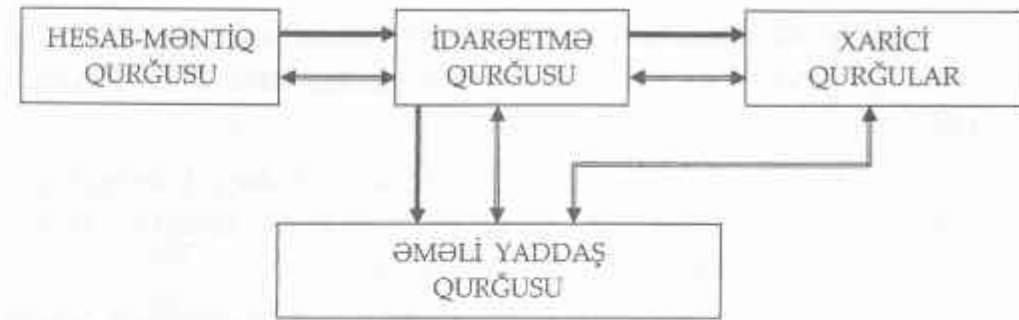 HESAB-MƏNTİQ
QURĞUSU
İDARƏETMƏ
QURĞUSU
XARİCİ
QURĞULAR
ƏMƏLİ YADDAŞ
QURĞUSU